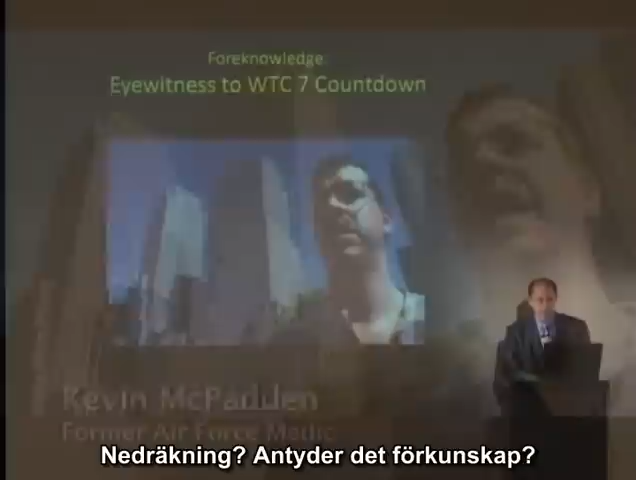 Foreknowledge:
Eyewitness to WTC 7 Countdown
Kevin McPadden
Former Air Force Medic
Nedräkning? Antyder det förkunskap?